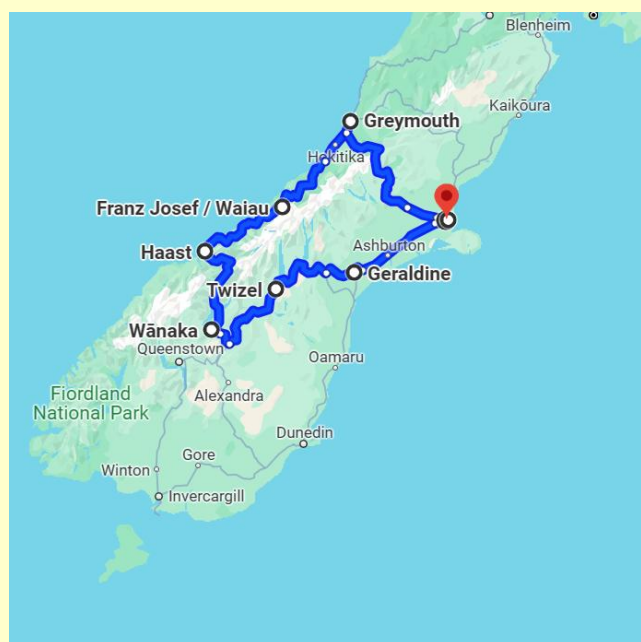 Blenheim
Kaikōura
Greymouth
Hokitika
Franz Josef / Waiau
Ashburton
Haast
Geraldine
Twizel
Wānaka
Queenstown
Oamaru
Alexandra
Fiordland
National Park
Dunedin
Gore
Winton
Invercargill